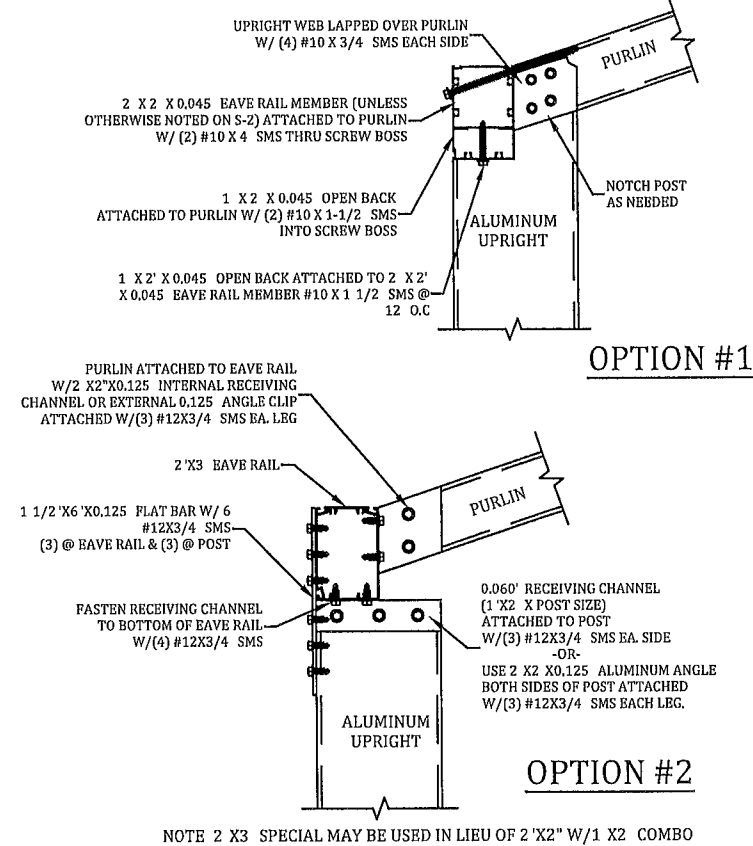 UPRIGHT WEB LAPPED OVER PURLIN
W/ (4) #10 X 3/4 SMS EACH SIDE
PURLIN
2 X 2 X 0.045 EAVE RAIL MEMBER (UNLESS
OTHERWISE NOTED ON S-2) ATTACHED TO PURLIN
W/ (2) #10 X 4 SMS THRU SCREW BOSS
NOTCH POST
AS NEEDED
1 X 2 X 0.045 OPEN BACK
ATTACHED TO PURLIN W/ (2) #10 X 1-1/2 SMS
INTO SCREW BOSS
ALUMINUM
UPRIGHT
1 X 2' X 0.045 OPEN BACK ATTACHED TO 2 X 2'
X 0.045 EAVE RAIL MEMBER #10 X 1 1/2 SMS @
12 O.C
OPTION #1
PURLIN ATTACHED TO EAVE RAIL
W/2 X2"X0.125 INTERNAL RECEIVING
CHANNEL OR EXTERNAL 0.125 ANGLE CLIP
ATTACHED W/(3) #12X3/4 SMS EA. LEG
2 'X3 EAVE RAIL
PURLIN
1 1/2 'X6 'X0.125 FLAT BAR W/ 6
#12X3/4 SMS
(3) @ EAVE RAIL & (3) @ POST
FASTEN RECEIVING CHANNEL
TO BOTTOM OF EAVE RAIL
W/(4) #12X3/4 SMS
0.060' RECEIVING CHANNEL
(1 'X2 X POST SIZE)
ATTACHED TO POST
W/(3) #12X3/4 SMS EA. SIDE
-OR-
USE 2 X2 X0.125 ALUMINUM ANGLE
BOTH SIDES OF POST ATTACHED
W/(3) #12X3/4 SMS EACH LEG.
ALUMINUM
UPRIGHT
OPTION #2
NOTE 2 X3 SPECIAL MAY BE USED IN LIEU OF 2 'X2" W/1 X2 COMBO